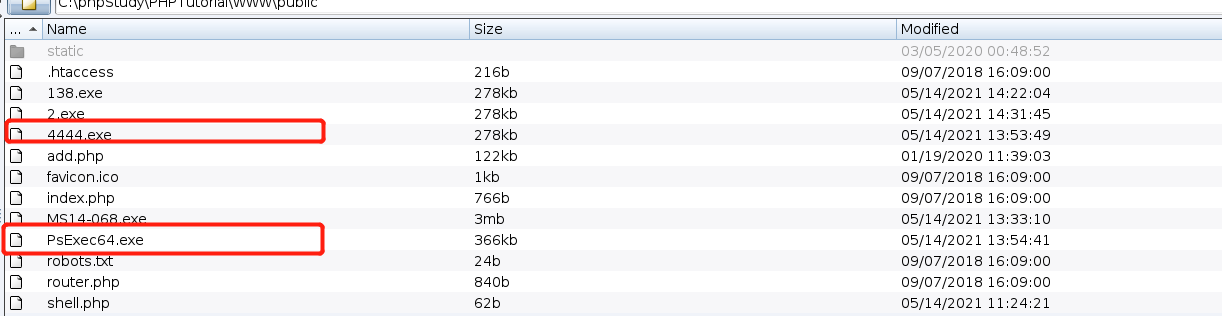 C:\phpStudy\PHPTutorial\WWW\public
... Name Size Modified
static 03/05/2020 00:48:52
.htaccess 216b 09/07/2018 16:09:00
138.exe 278kb 05/14/2021 14:22:04
2.exe 278kb 05/14/2021 14:31:45
4444.exe 278kb 05/14/2021 13:53:49
add.php 122kb 01/19/2020 11:39:03
favicon.ico 1kb 09/07/2018 16:09:00
index.php 766b 09/07/2018 16:09:00
MS14-068.exe 3mb 05/14/2021 13:33:10
PsExec64.exe 366kb 05/14/2021 13:54:41
robots.txt 24b 09/07/2018 16:09:00
router.php 840b 09/07/2018 16:09:00
shell.php 62b 05/14/2021 11:24:21